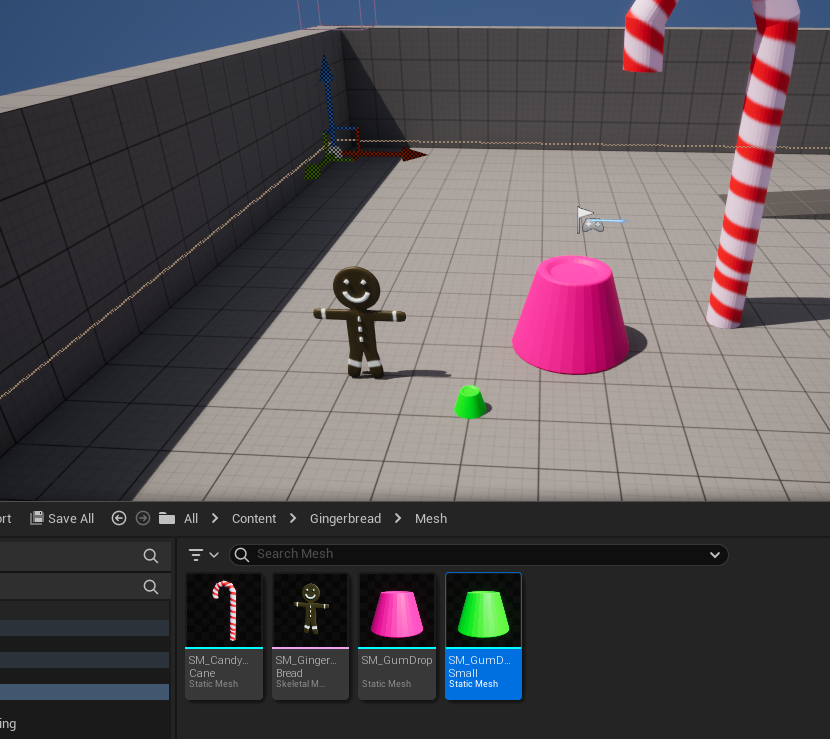 rt Save All All Content Gingerbread Mesh
Search Mesh
SM_Candy...
Cane
Static Mesh
SM_Ginger...
Bread
Skeletal M...
SM_GumDrop
Static Mesh
SM_GumD...
Small
Static Mesh
ing